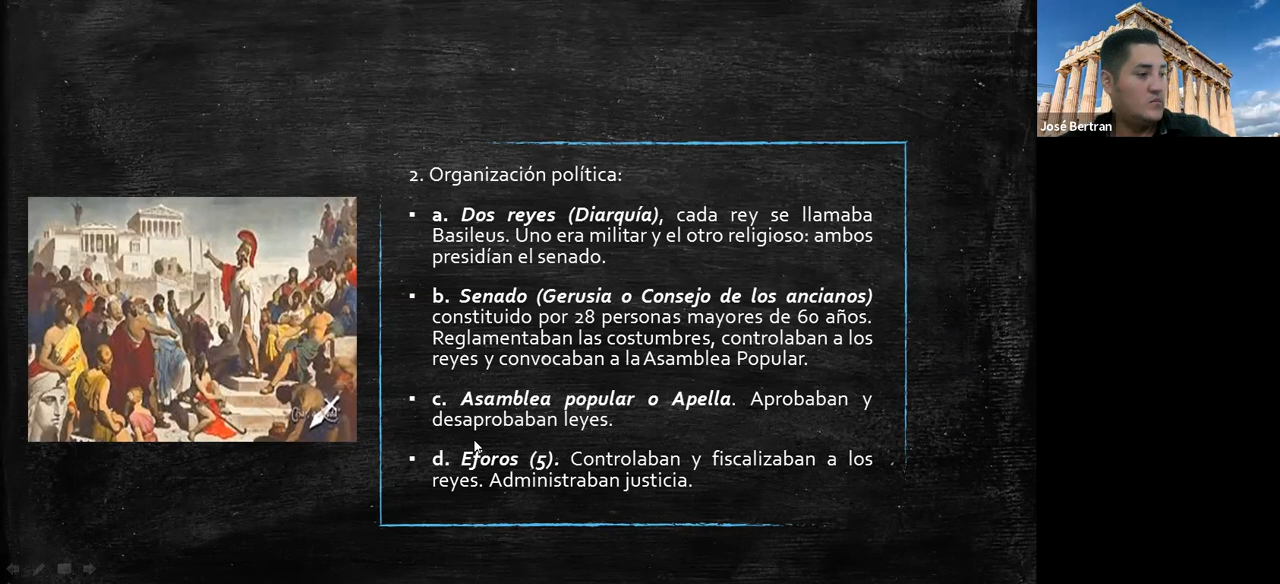 2. Organización política:
▪ a. Dos reyes (Diarquía), cada rey se llamaba
Basileus. Uno era militar y el otro religioso: ambos
presidían el senado.
▪ b. Senado (Gerusia o Consejo de los ancianos)
constituido por 28 personas mayores de 60 años.
Reglamentaban las costumbres, controlaban a los
reyes y convocaban a la Asamblea Popular.
▪ c. Asamblea popular o Apella. Aprobaban y
desaprobaban leyes.
▪ d. Eforos (5). Controlaban y fiscalizaban a los
reyes. Administraban justicia.
José Bertran